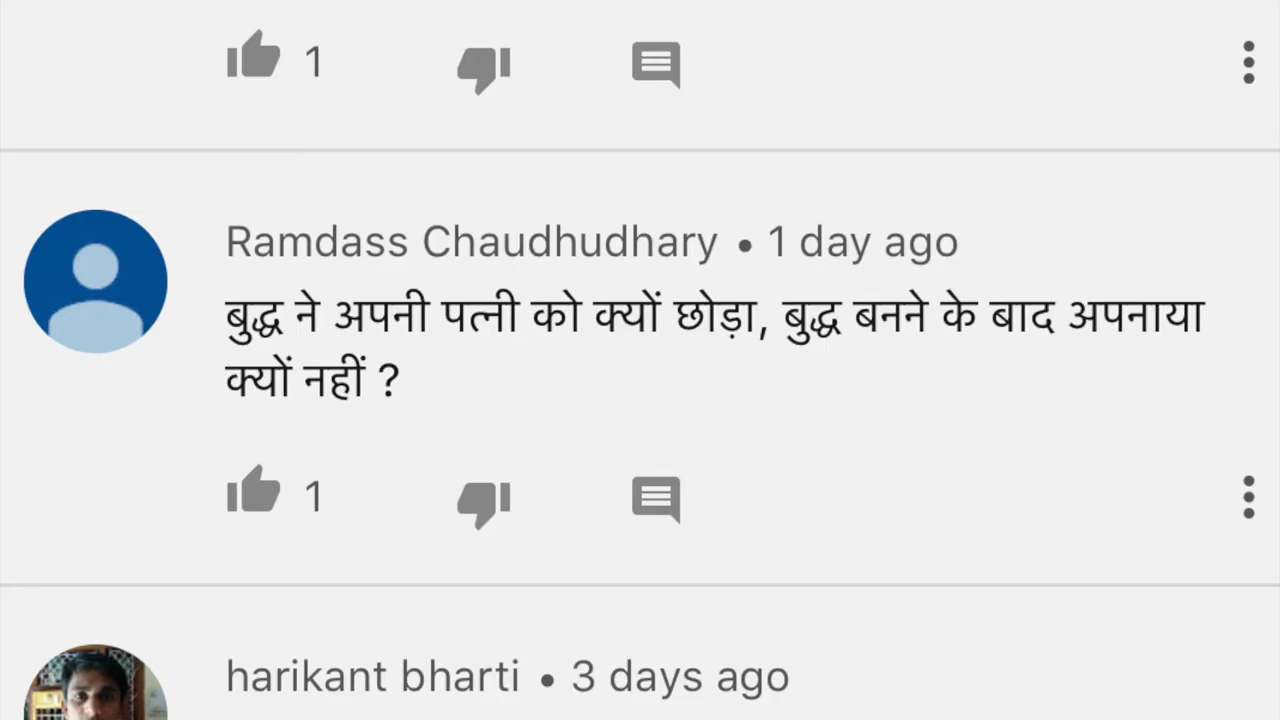 1
Ramdass Chaudhudhary • 1 day ago
बुद्ध ने अपनी पत्नी को क्यों छोड़ा, बुद्ध बनने के बाद अपनाया
क्यों नहीं ?
1
harikant bharti • 3 days ago